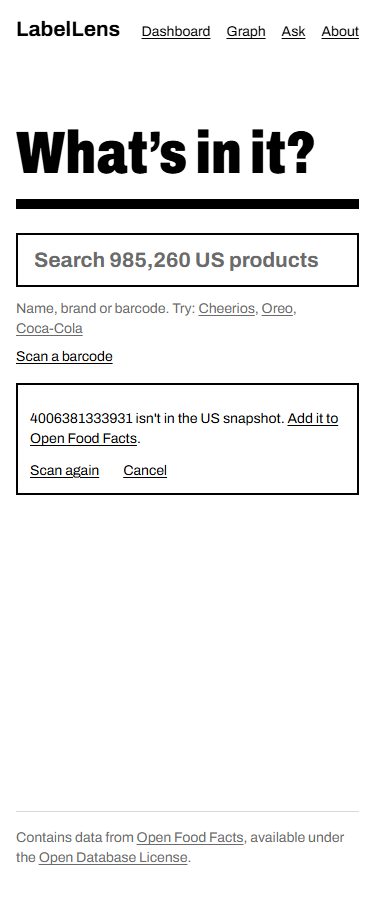 LabelLens Dashboard Graph Ask About
What’s in it?
Search 985,260 US products
Name, brand or barcode. Try: Cheerios, Oreo,
Coca-Cola
Scan a barcode
4006381333931 isn't in the US snapshot. Add it to
Open Food Facts.
Scan again Cancel
Contains data from Open Food Facts, available under
the Open Database License.